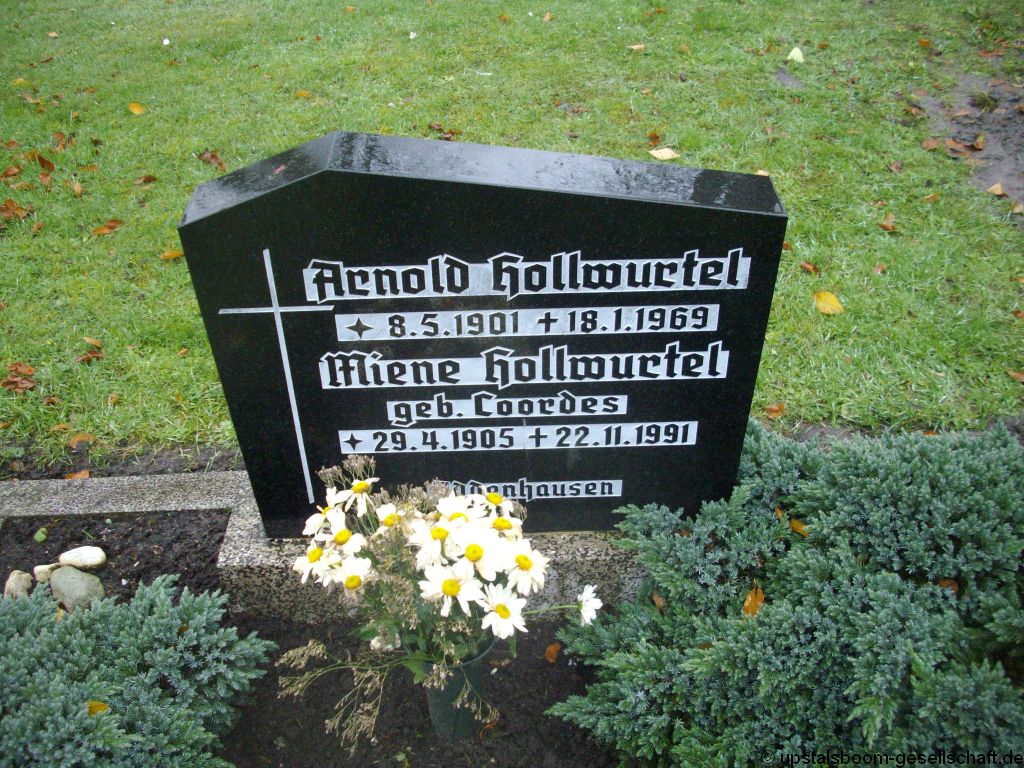 Arnold Hollwurtel
✦ 8.5.1901 + 18.1.1969
Miene Hollwurtel
geb. Coordes
✦ 29.4.1905 + 22.11.1991
© upstalsboom-gesellschaft.de